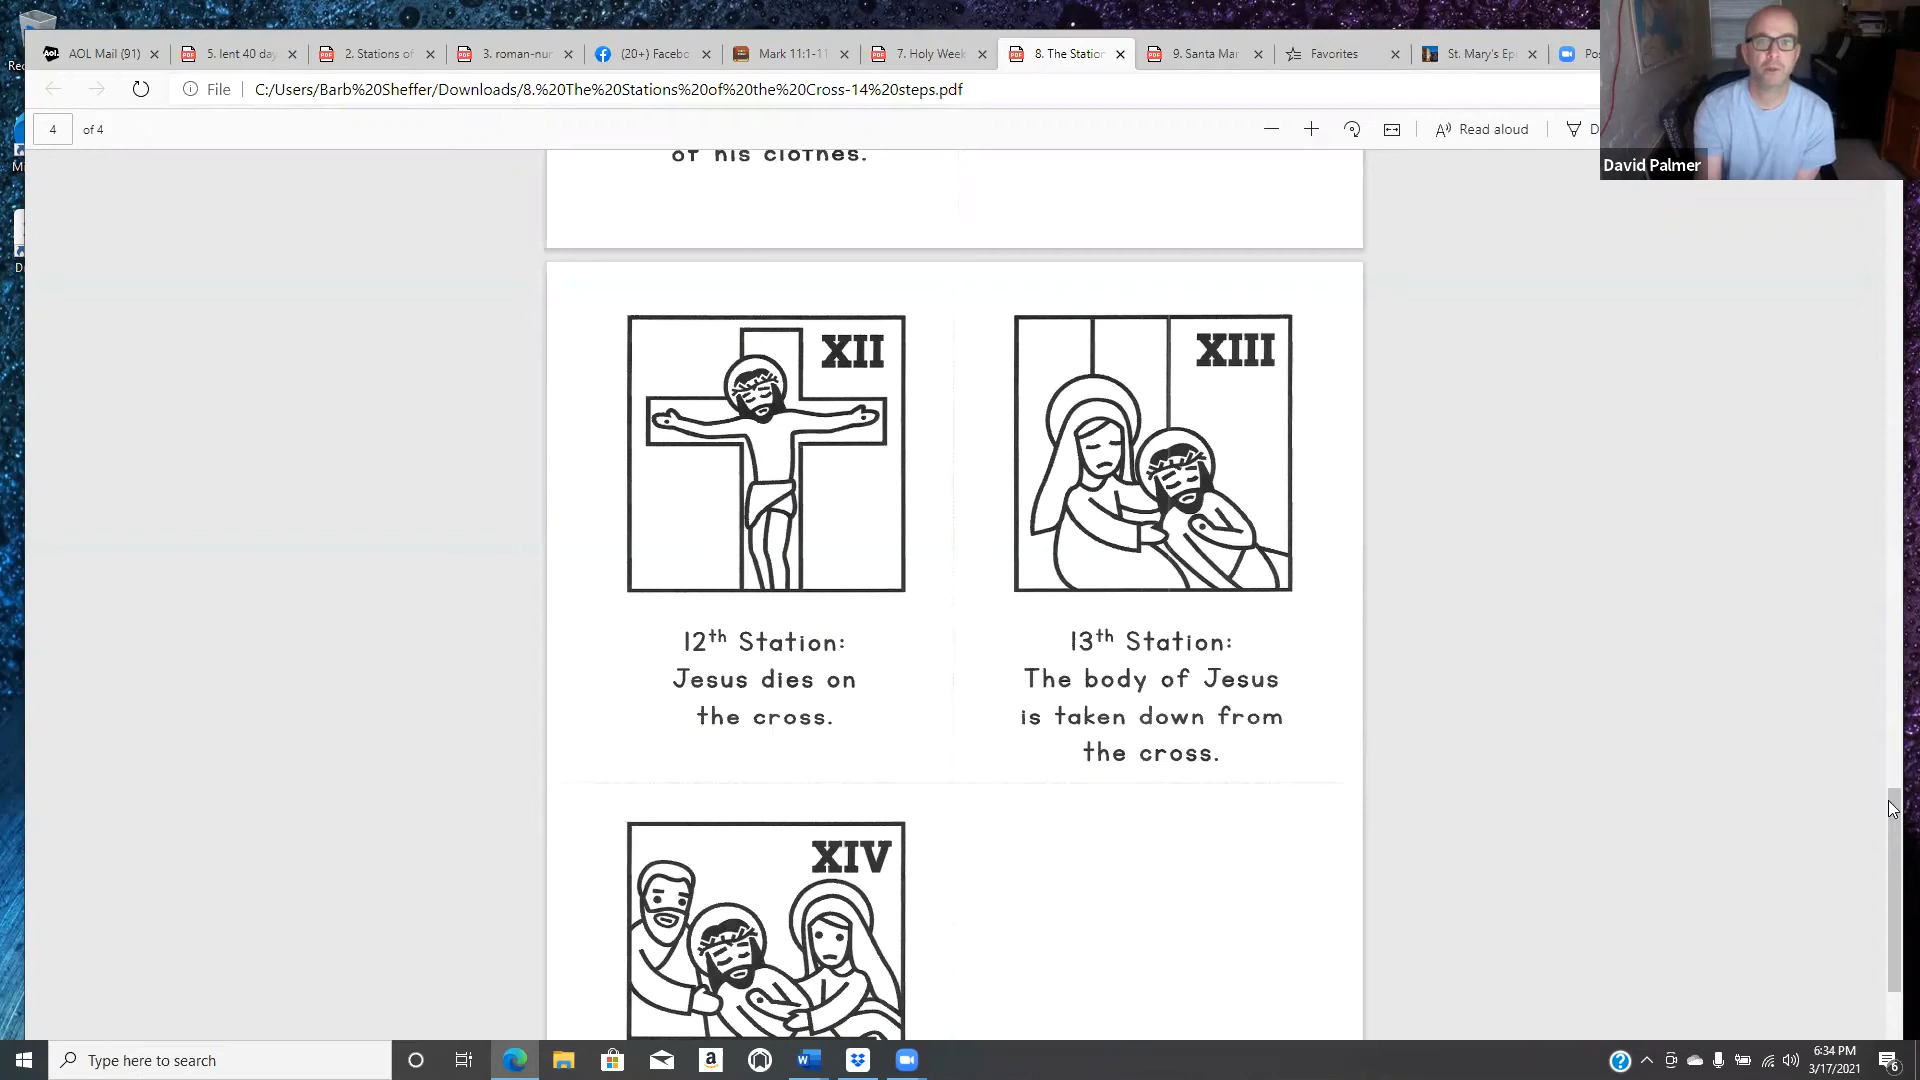 AOL Mail (91)
5. lent 40 day
2. Stations of
3. roman-nur
(20+) Facebo
Mark 11:1-11
7. Holy Week
8. The Station
9. Santa Mar
Favorites
St. Mary's Ep
Po
File
C:/Users/Barb%20Sheffer/Downloads/8.%20The%20Stations%20of%20the%20Cross-14%20steps.pdf
4 of 4
Read aloud
David Palmer
of his clothes.
XII
XIII
12th Station:
Jesus dies on
the cross.
13th Station:
The body of Jesus
is taken down from
the cross.
XIV
Type here to search
6:34 PM
3/17/2021
6